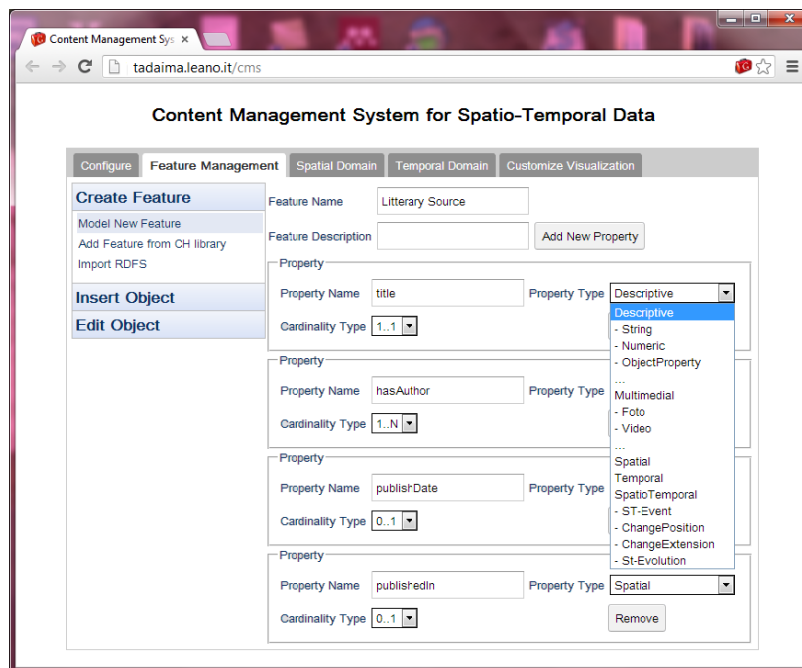 Content Management Sys ×
tadaima.leano.it/cms
Content Management System for Spatio-Temporal Data
Configure Feature Management Spatial Domain Temporal Domain Customize Visualization
Create Feature
Model New Feature
Add Feature from CH library
Import RDFS
Insert Object
Edit Object
Feature Name Litterary Source
Feature Description Add New Property
Property
Property Name title Property Type Descriptive
Cardinality Type 1..1
Property
Property Name hasAuthor Property Type
Cardinality Type 1..N
Property
Property Name publishDate Property Type
Cardinality Type 0..1
Property
Property Name publishedIn Property Type Spatial
Cardinality Type 0..1 Remove
Descriptive
- String
- Numeric
- ObjectProperty
...
Multimedial
- Foto
- Video
...
Spatial
Temporal
SpatioTemporal
- ST-Event
- ChangePosition
- ChangeExtension
- St-Evolution